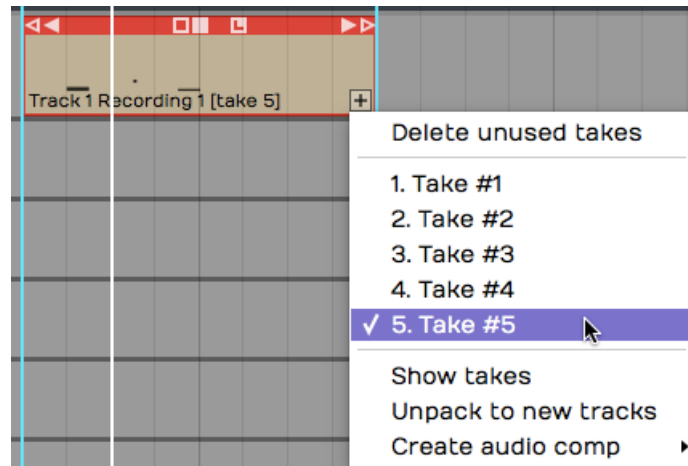 Track 1 Recording 1 [take 5]
Delete unused takes
1. Take #1
2. Take #2
3. Take #3
4. Take #4
✓ 5. Take #5
Show takes
Unpack to new tracks
Create audio comp